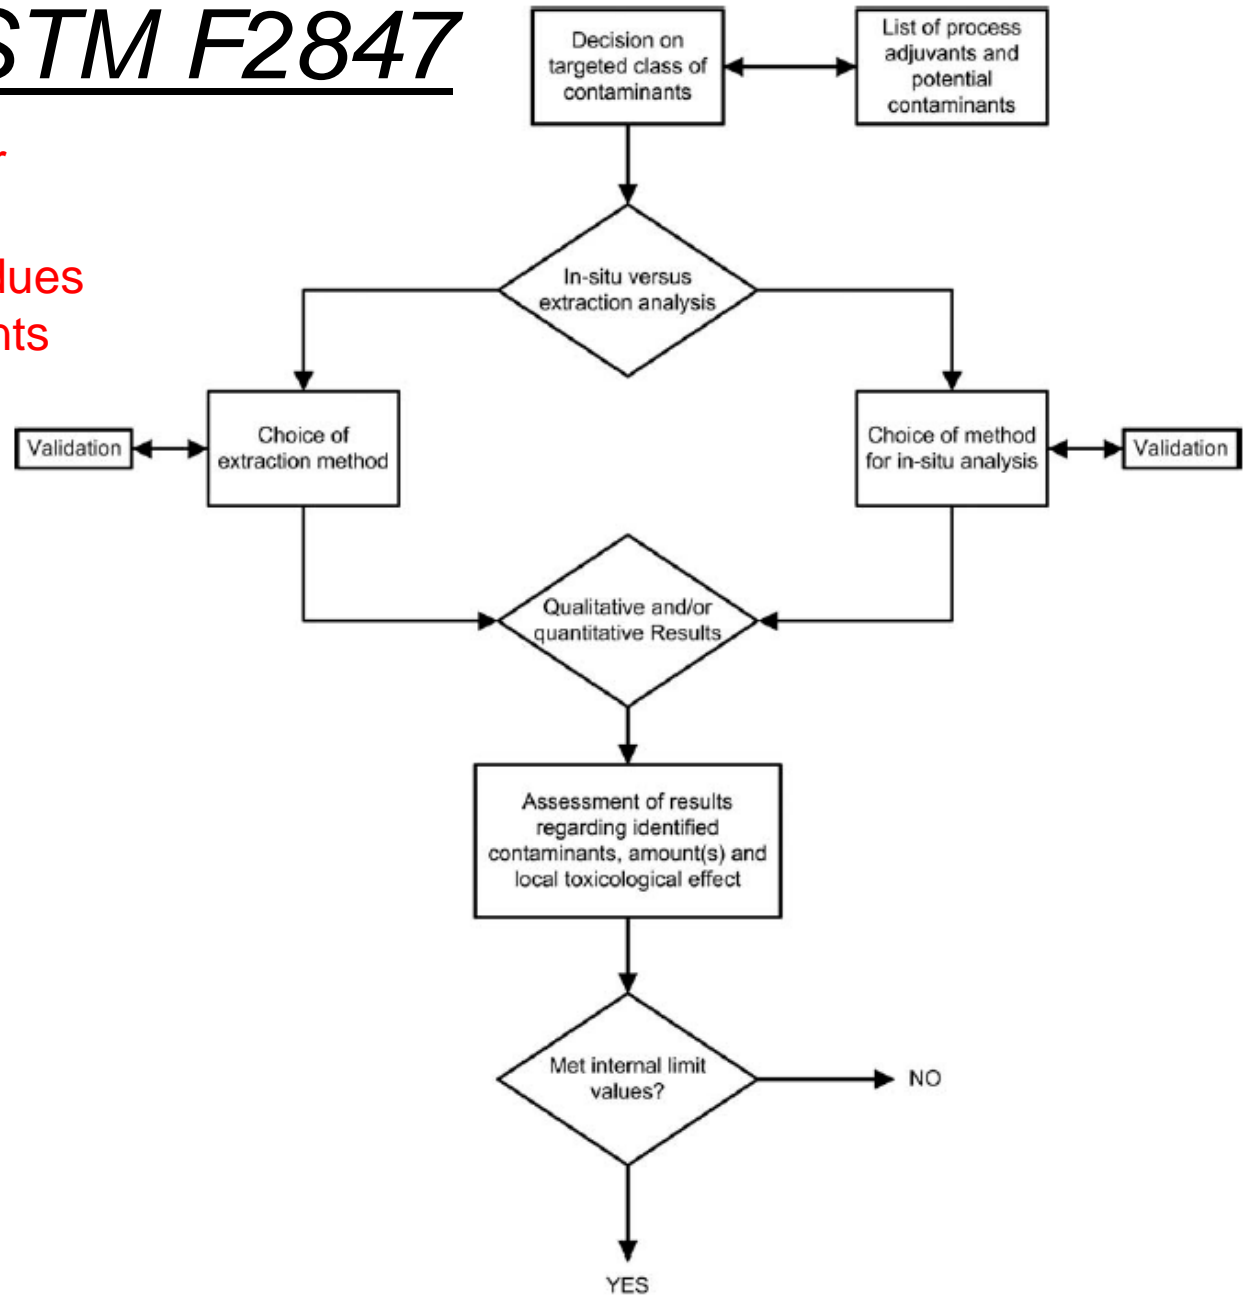 STM F2847
r
lues
nts
Decision on
targeted class of
contaminants
List of process
adjuvants and
potential
contaminants
In-situ versus
extraction analysis
Validation
Choice of
extraction method
Choice of method
for in-situ analysis
Validation
Qualitative and/or
quantitative Results
Assessment of results
regarding identified
contaminants, amount(s) and
local toxicological effect
Met internal limit
values?
NO
YES